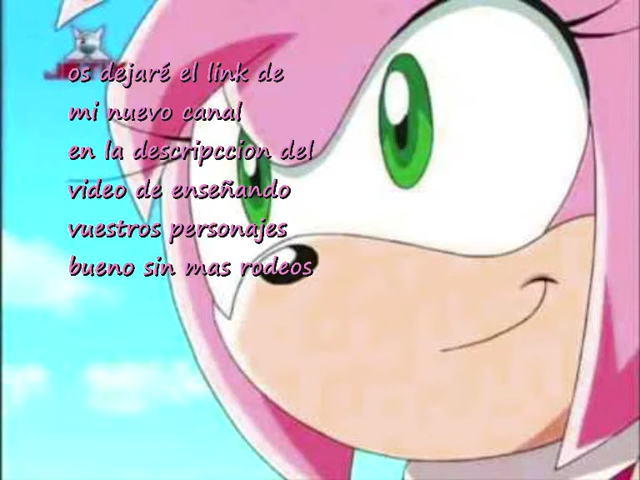 os dejaré el link de
mi nuevo canal
en la descripccion del
video de enseñando
vuestros personajes
bueno sin mas rodeos